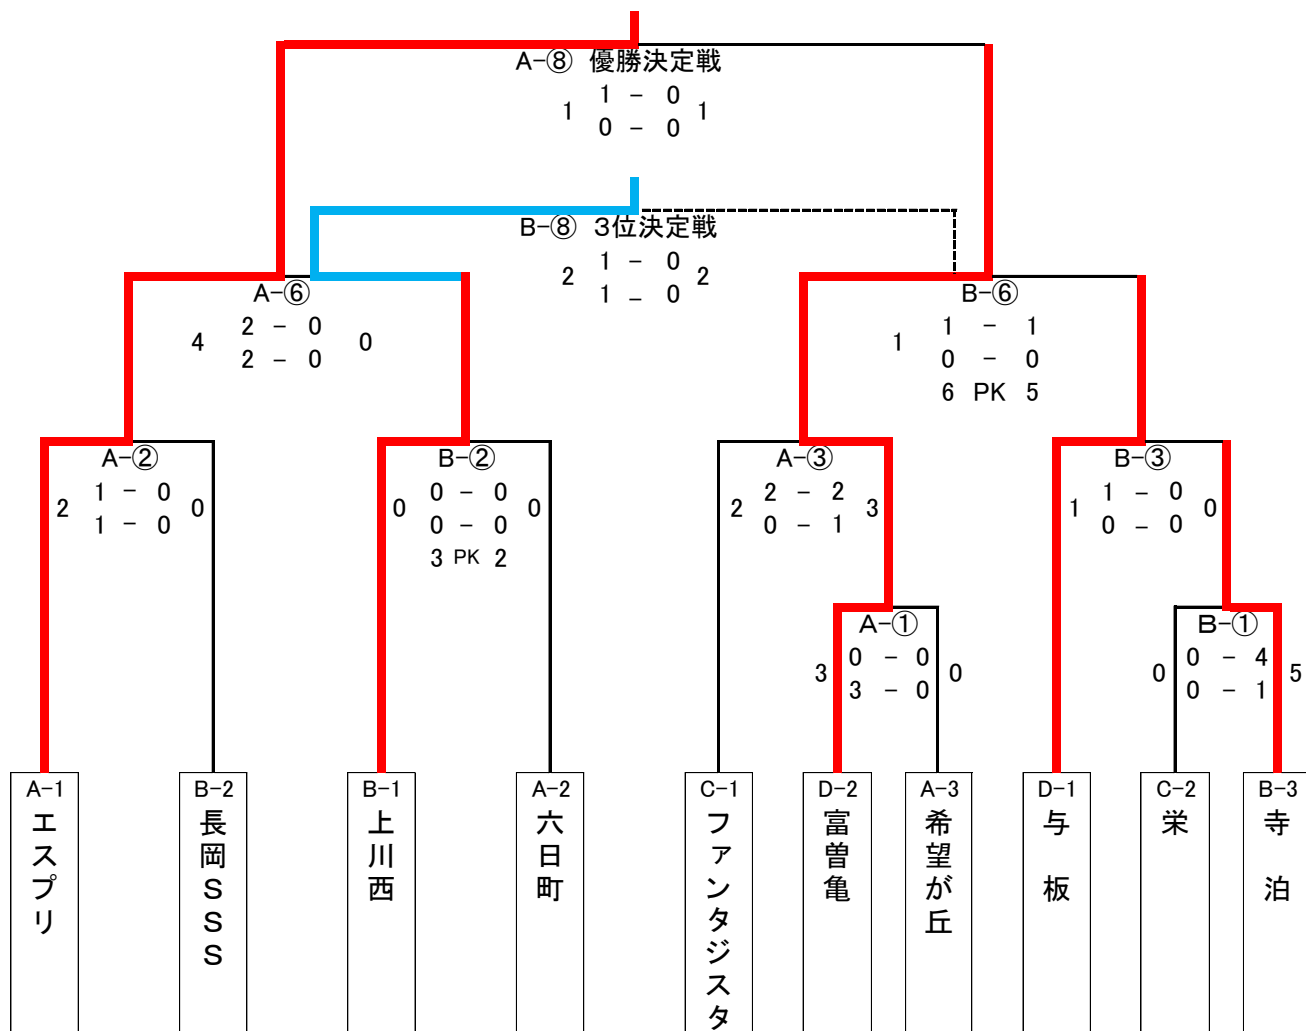 A-⑧ 優勝決定戦
1 - 0
1 1
0 - 0
B-⑧ 3位決定戦
1 - 0
2 2
1 - 0
A-⑥
2 - 0
4 0
2 - 0
B-⑥
1 - 1
1
0 - 0
6 PK 5
A-②
1 - 0
2 0
1 - 0
B-②
0 - 0
0 0
0 - 0
3 PK 2
A-③
2 - 2
2 3
0 - 1
B-③
1 - 0
1 0
0 - 0
A-①
0 - 0
3 0
3 - 0
B-①
0 - 4
0 5
0 - 1
A-1
エスプリ
B-2
長岡SSS
B-1
上川西
A-2
六日町
C-1
ファンタジスタ
D-2
富曽亀
A-3
希望が丘
D-1
与板
C-2
栄
B-3
寺泊